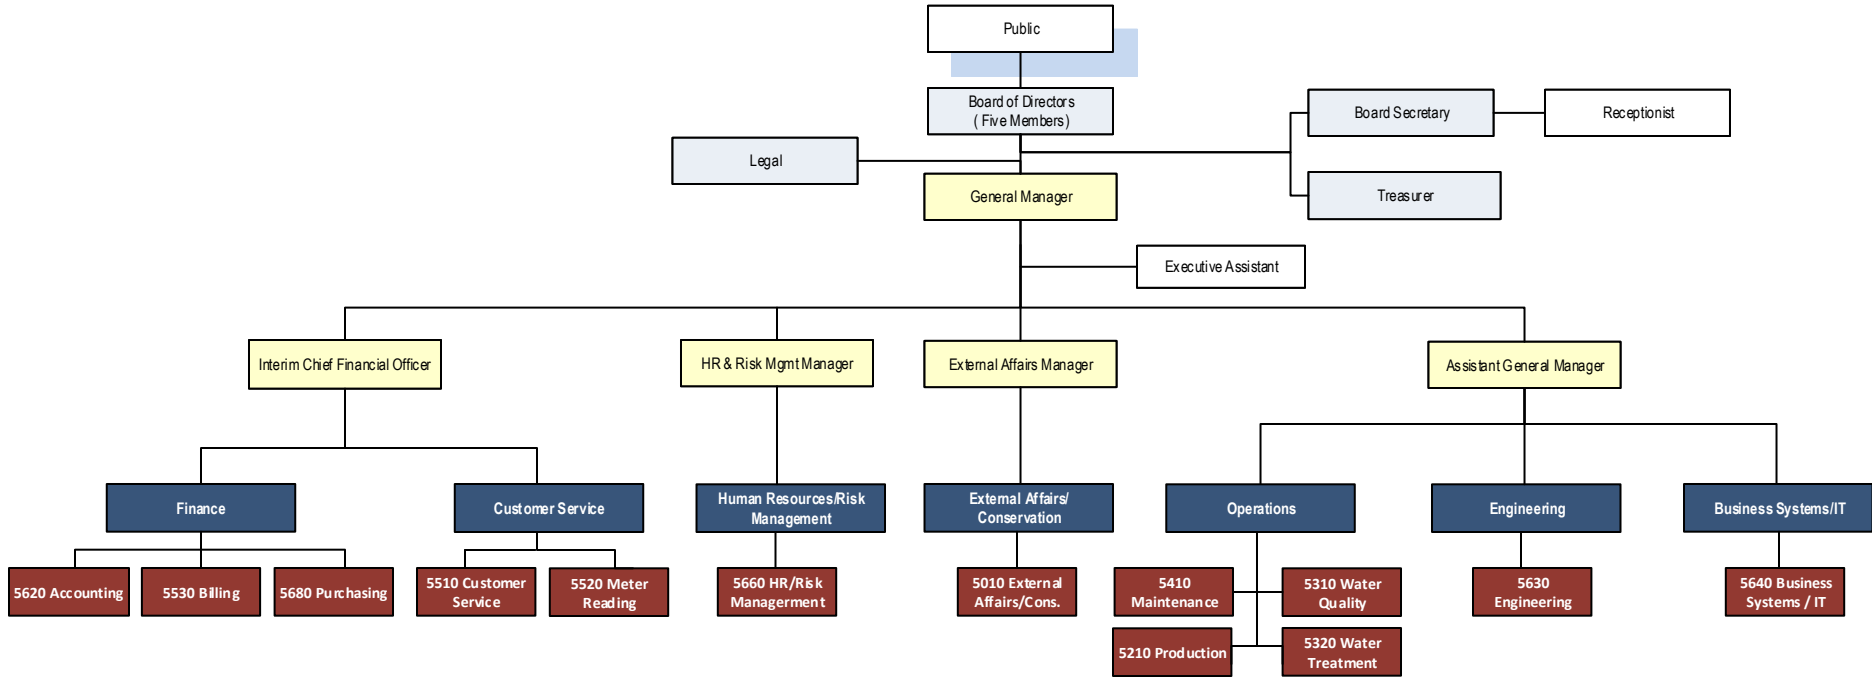 Public
Board of Directors
( Five Members)
Board Secretary
Receptionist
Legal
Treasurer
General Manager
Executive Assistant
Interim Chief Financial Officer
HR & Risk Mgmt Manager
External Affairs Manager
Assistant General Manager
Finance
Customer Service
Human Resources/Risk
Management
External Affairs/
Conservation
Operations
Engineering
Business Systems/IT
5620 Accounting
5530 Billing
5680 Purchasing
5510 Customer
Service
5520 Meter
Reading
5660 HR/Risk
Managerment
5010 External
Affairs/Cons.
5410
Maintenance
5310 Water
Quality
5630
Engineering
5640 Business
Systems / IT
5210 Production
5320 Water
Treatment